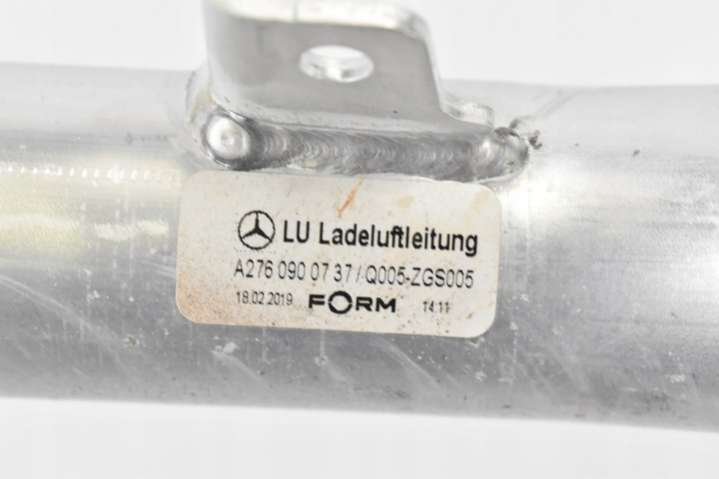 LU Ladeluftleitung
A276 090 07 37 / Q005-ZGS005
18.02.2019 FORM 14:11